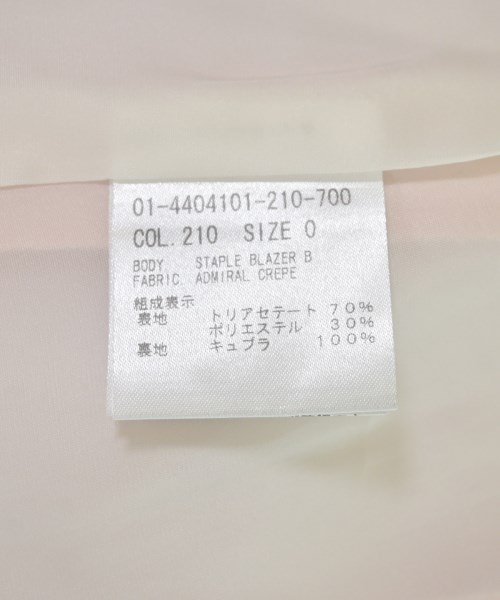 01-4404101-210-700
COL.210 SIZE 0
BODY. STAPLE BLAZER B
FABRIC. ADMIRAL CREPE
組成表示
表地 トリアセテート 70%
ポリエステル 30%
裏地 キュプラ 100%